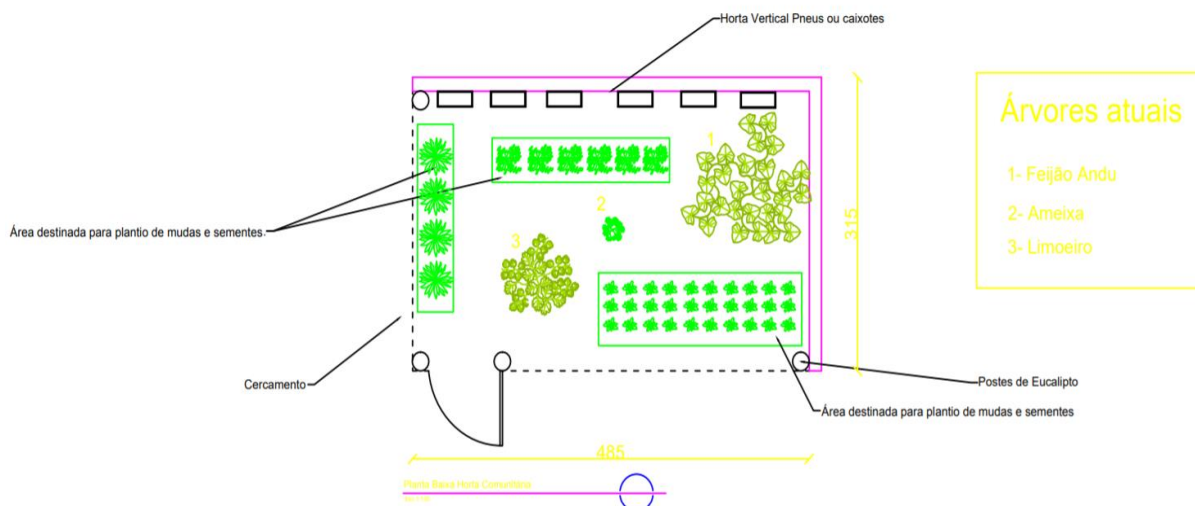 Horta Vertical Pneus ou caixotes
Árvores atuais
1- Feijão Andu
2- Ameixa
3- Limoeiro
1
2
3
315
Área destinada para plantio de mudas e sementes.
Cercamento
Postes de Eucalipto
Área destinada para plantio de mudas e sementes
485
Planta Baixa Horta Comunitária